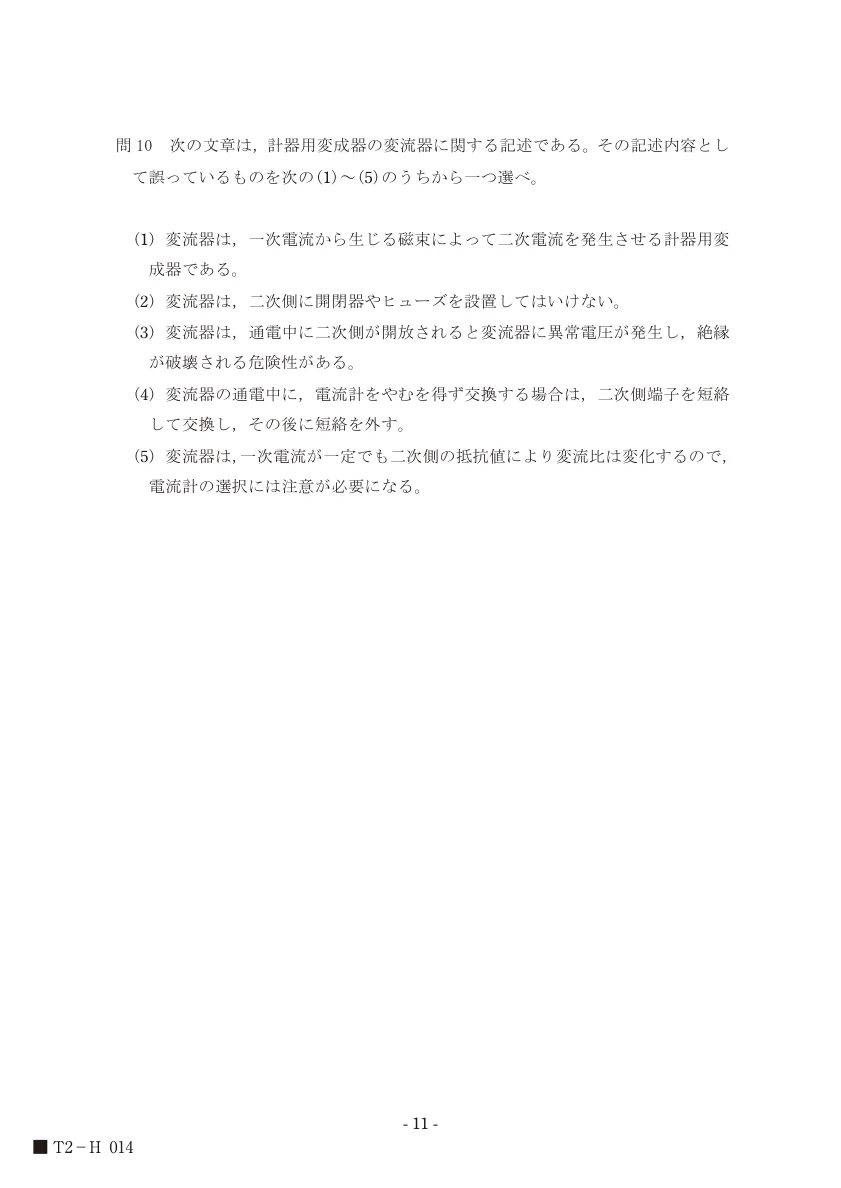 問 10　次の文章は，計器用変成器の変流器に関する記述である。その記述内容とし
て誤っているものを次の(1)～(5)のうちから一つ選べ。
(1) 変流器は，一次電流から生じる磁束によって二次電流を発生させる計器用変
成器である。
(2) 変流器は，二次側に開閉器やヒューズを設置してはいけない。
(3) 変流器は，通電中に二次側が開放されると変流器に異常電圧が発生し，絶縁
が破壊される危険性がある。
(4) 変流器の通電中に，電流計をやむを得ず交換する場合は，二次側端子を短絡
して交換し，その後に短絡を外す。
(5) 変流器は，一次電流が一定でも二次側の抵抗値により変流比は変化するので，
電流計の選択には注意が必要になる。
- 11 -
■ T2－H 014